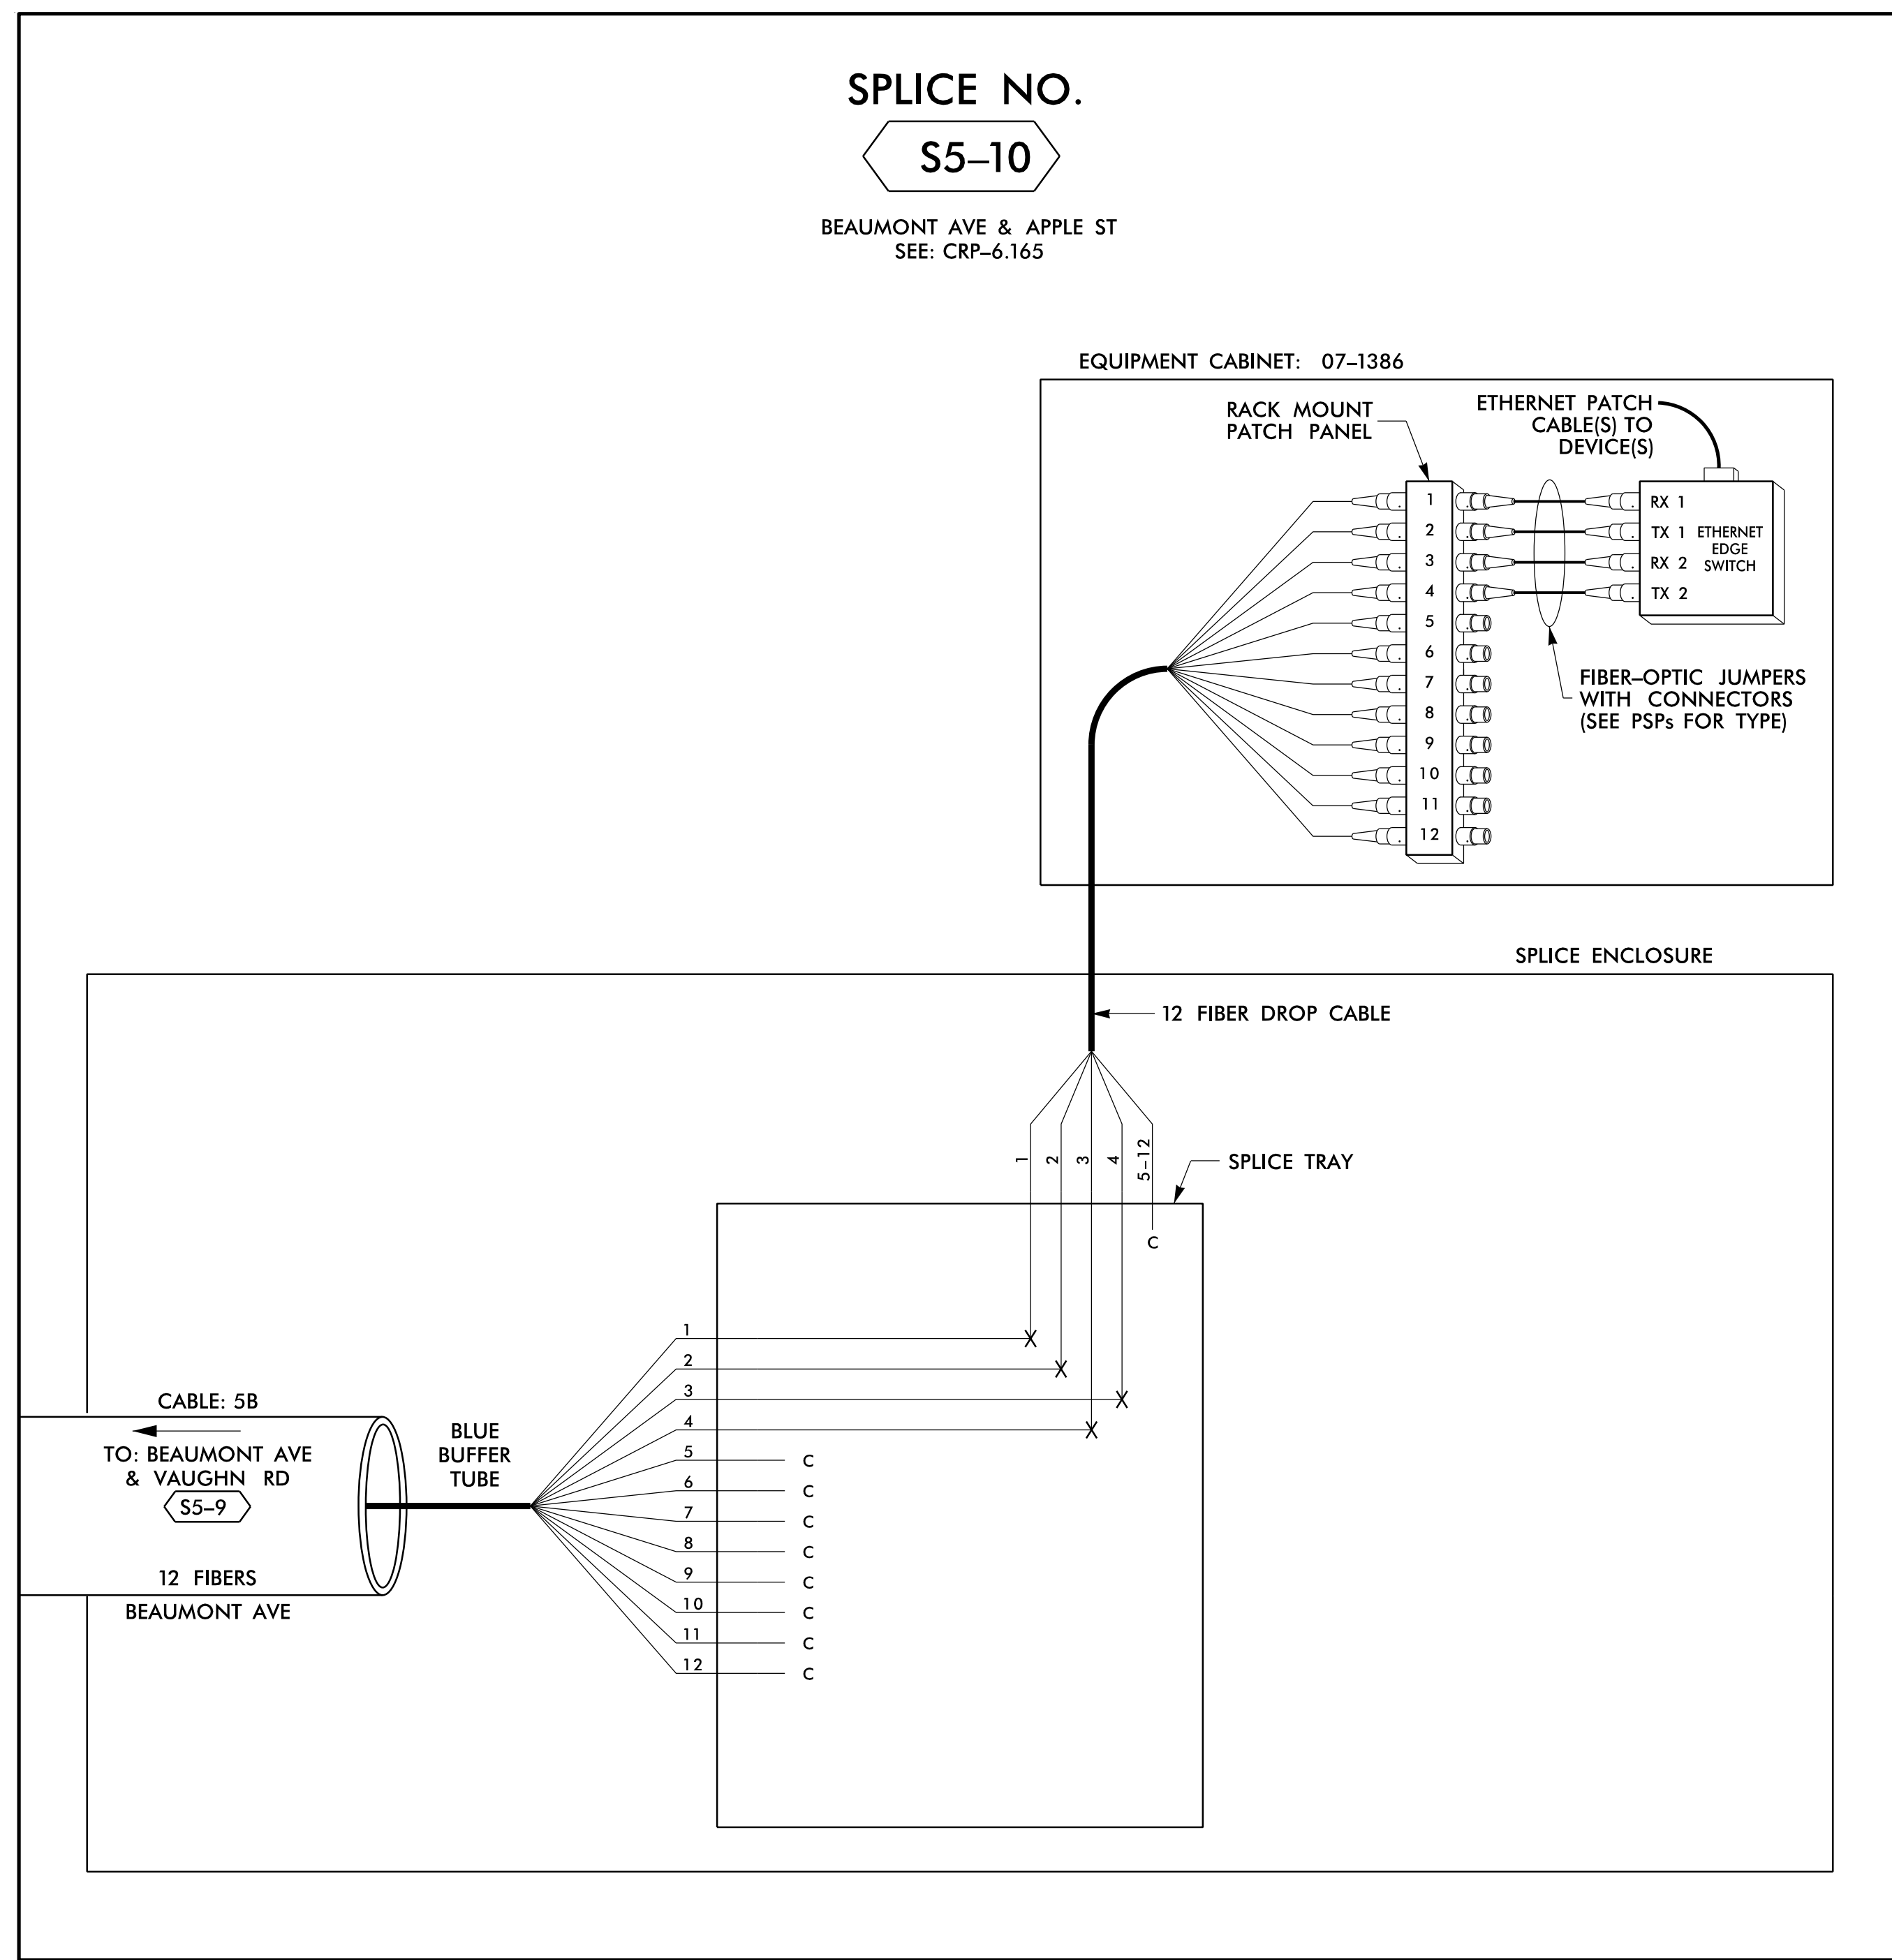 SPLICE NO.
S5–10
BEAUMONT AVE & APPLE ST
SEE: CRP–6.165
EQUIPMENT CABINET: 07–1386
RACK MOUNT
PATCH PANEL
ETHERNET PATCH
CABLE(S) TO
DEVICE(S)
1
2
3
4
5
6
7
8
9
10
11
12
RX 1
TX 1
RX 2
TX 2
ETHERNET
EDGE
SWITCH
FIBER–OPTIC JUMPERS
WITH CONNECTORS
(SEE PSPs FOR TYPE)
SPLICE ENCLOSURE
12 FIBER DROP CABLE
1
2
3
4
5–12
SPLICE TRAY
C
CABLE: 5B
TO: BEAUMONT AVE
& VAUGHN RD
S5–9
12 FIBERS
BEAUMONT AVE
BLUE
BUFFER
TUBE
1
2
3
4
5 C
6 C
7 C
8 C
9 C
10 C
11 C
12 C